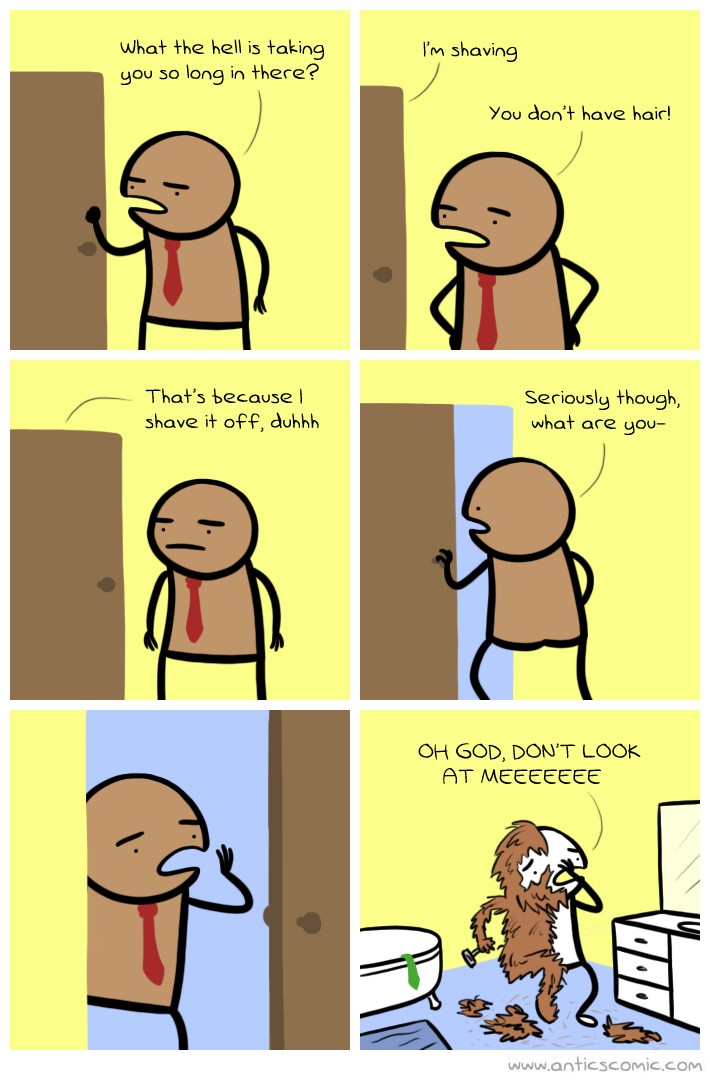 What the hell is taking
you so long in there?
I'm shaving
You don't have hair!
That's because I
shave it off, duhhh
Seriously though,
what are you-
OH GOD, DON'T LOOK
AT MEEEEEEE
www.anticscomic.com